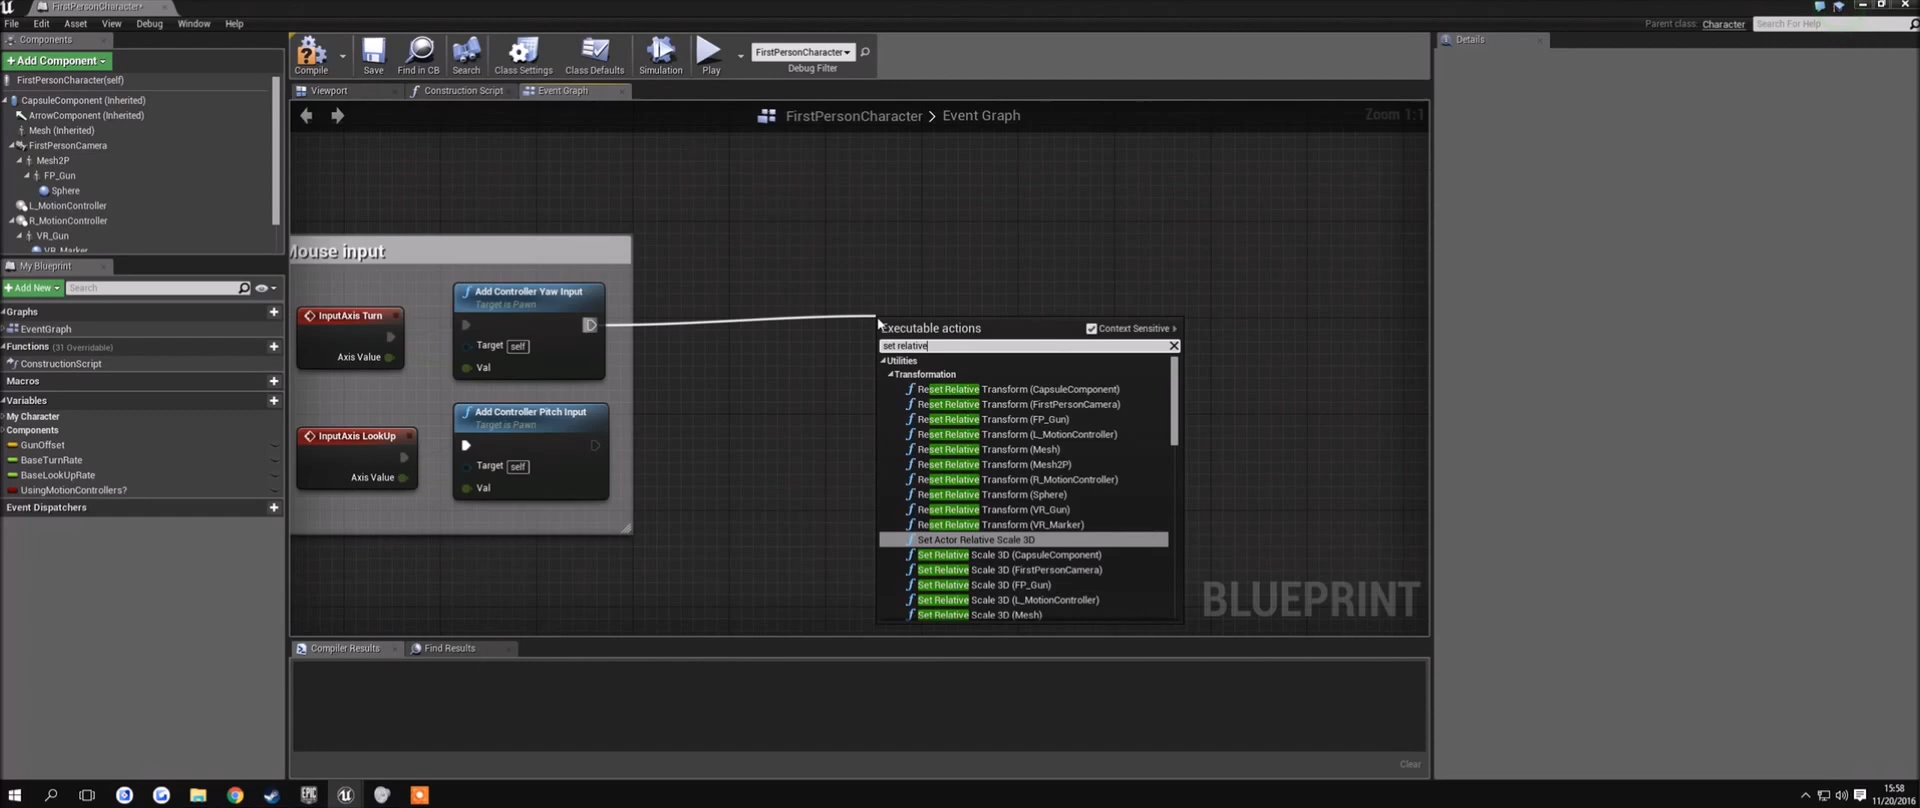 FirstPersonCharacter*
File Edit Asset View Debug Window Help
Parent class: Character Search For Help
Components
+Add Component
FirstPersonCharacter(self)
CapsuleComponent (Inherited)
ArrowComponent (Inherited)
Mesh (Inherited)
FirstPersonCamera
Mesh2P
FP_Gun
Sphere
L_MotionController
R_MotionController
VR_Gun
VR_Marker
My Blueprint
+Add New Search
Graphs
EventGraph
Functions (31 Overridable)
ConstructionScript
Macros
Variables
My Character
Components
GunOffset
BaseTurnRate
BaseLookUpRate
UsingMotionControllers?
Event Dispatchers
Compile Save Find in CB Search Class Settings Class Defaults Simulation Play
FirstPersonCharacter
Debug Filter
Viewport Construction Script Event Graph
FirstPersonCharacter > Event Graph
Zoom 1:1
Mouse input
InputAxis Turn
Axis Value
Add Controller Yaw Input
Target is Pawn
Target self
Val
InputAxis LookUp
Axis Value
Add Controller Pitch Input
Target is Pawn
Target self
Val
Executable actions Context Sensitive
set relative
Utilities
Transformation
Reset Relative Transform (CapsuleComponent)
Reset Relative Transform (FirstPersonCamera)
Reset Relative Transform (FP_Gun)
Reset Relative Transform (L_MotionController)
Reset Relative Transform (Mesh)
Reset Relative Transform (Mesh2P)
Reset Relative Transform (R_MotionController)
Reset Relative Transform (Sphere)
Reset Relative Transform (VR_Gun)
Reset Relative Transform (VR_Marker)
Set Actor Relative Scale 3D
Set Relative Scale 3D (CapsuleComponent)
Set Relative Scale 3D (FirstPersonCamera)
Set Relative Scale 3D (FP_Gun)
Set Relative Scale 3D (L_MotionController)
Set Relative Scale 3D (Mesh)
BLUEPRINT
Compiler Results Find Results
Clear
Details
EPIC
15:58
11/20/2016